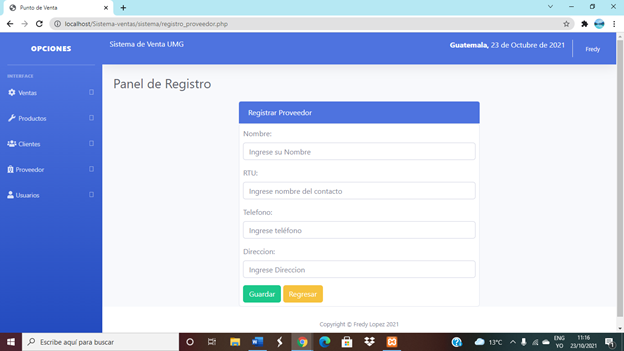 Punto de Venta
localhost/Sistema-ventas/sistema/registro_proveedor.php
OPCIONES
Sistema de Venta UMG
Guatemala, 23 de Octubre de 2021
Fredy
INTERFACE
Ventas
Productos
Clientes
Proveedor
Usuarios
Panel de Registro
Registrar Proveedor
Nombre:
Ingrese su Nombre
RTU:
Ingrese nombre del contacto
Telefono:
Ingrese teléfono
Direccion:
Ingrese Direccion
Guardar
Regresar
Copyright © Fredy Lopez 2021
Escribe aquí para buscar
13°C
ENG
YO
11:16
23/10/2021